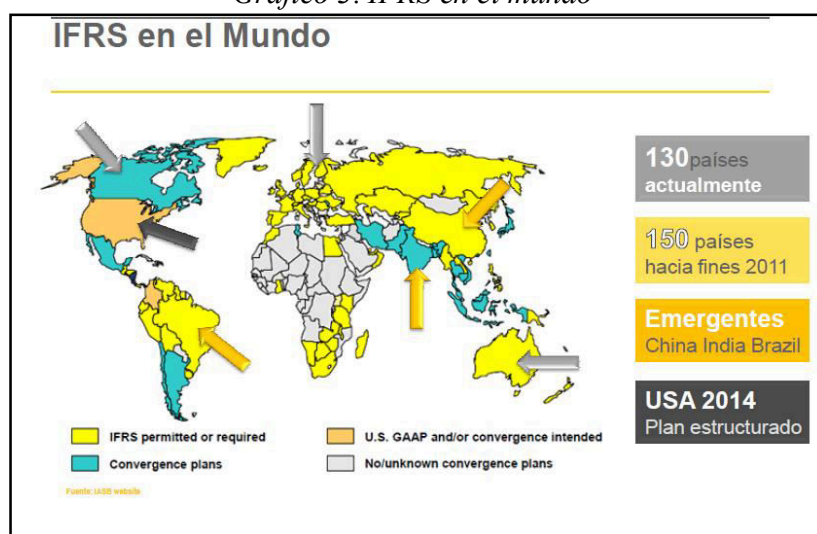 Gráfico 3: IFRS en el mundo
IFRS en el Mundo
130 países
actualmente
150 países
hacia fines 2011
Emergentes
China India Brazil
USA 2014
Plan estructurado
IFRS permitted or required
U.S. GAAP and/or convergence intended
Convergence plans
No/unknown convergence plans
Fuente: IASB website